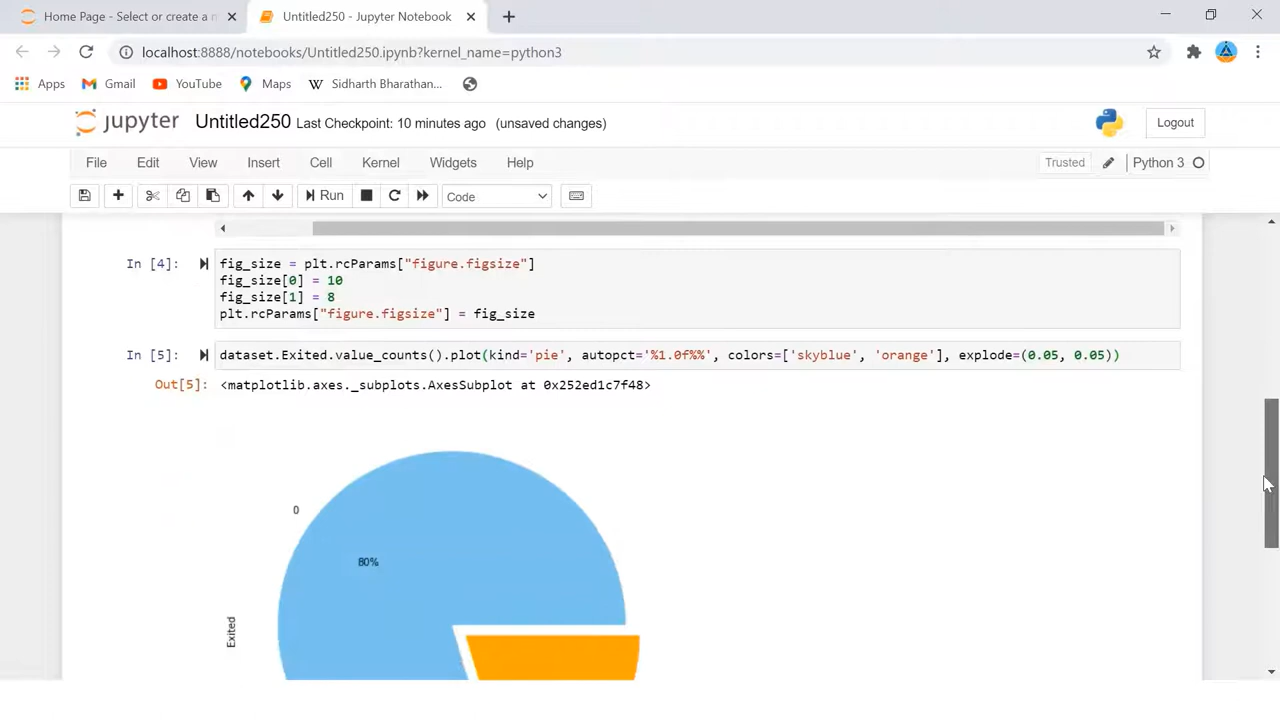 Home Page - Select or create a n
Untitled250 - Jupyter Notebook
localhost:8888/notebooks/Untitled250.ipynb?kernel_name=python3
Apps
Gmail
YouTube
Maps
Sidharth Bharathan...
jupyter
Untitled250 Last Checkpoint: 10 minutes ago (unsaved changes)
Logout
File Edit View Insert Cell Kernel Widgets Help
Trusted
Python 3
Run
Code
In [4]:
fig_size = plt.rcParams["figure.figsize"]
fig_size[0] = 10
fig_size[1] = 8
plt.rcParams["figure.figsize"] = fig_size
In [5]:
dataset.Exited.value_counts().plot(kind='pie', autopct='%1.0f%%', colors=['skyblue', 'orange'], explode=(0.05, 0.05))
Out[5]:
<matplotlib.axes._subplots.AxesSubplot at 0x252ed1c7f48>
0
80%
Exited